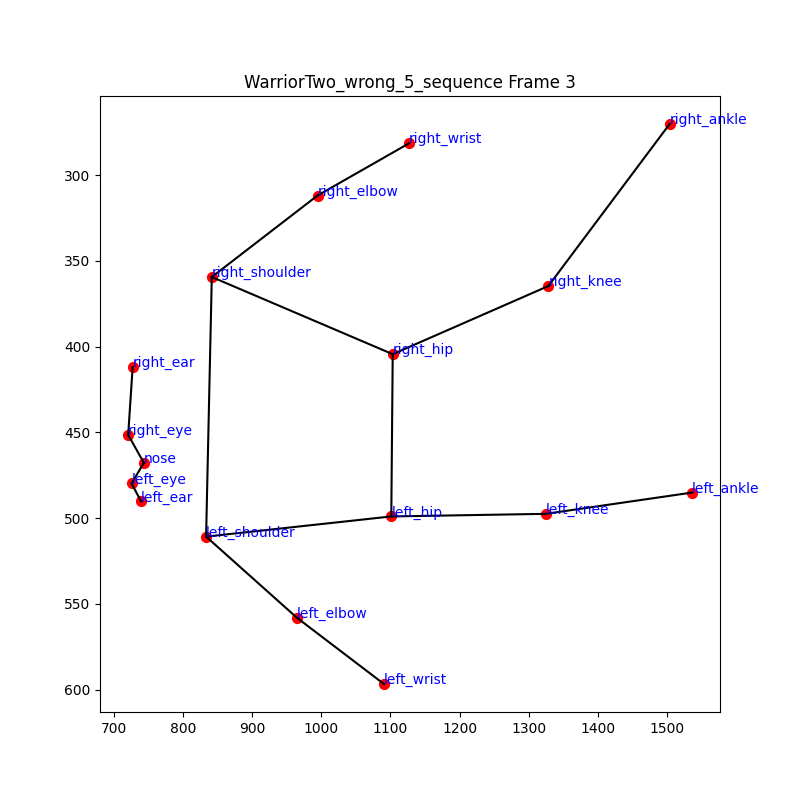 WarriorTwo_wrong_5_sequence Frame 3
right_ankle
right_wrist
right_elbow
right_shoulder
right_knee
right_hip
right_ear
right_eye
nose
left_eye
left_ear
left_ankle
left_knee
left_hip
left_shoulder
left_elbow
left_wrist
300
350
400
450
500
550
600
700 800 900 1000 1100 1200 1300 1400 1500